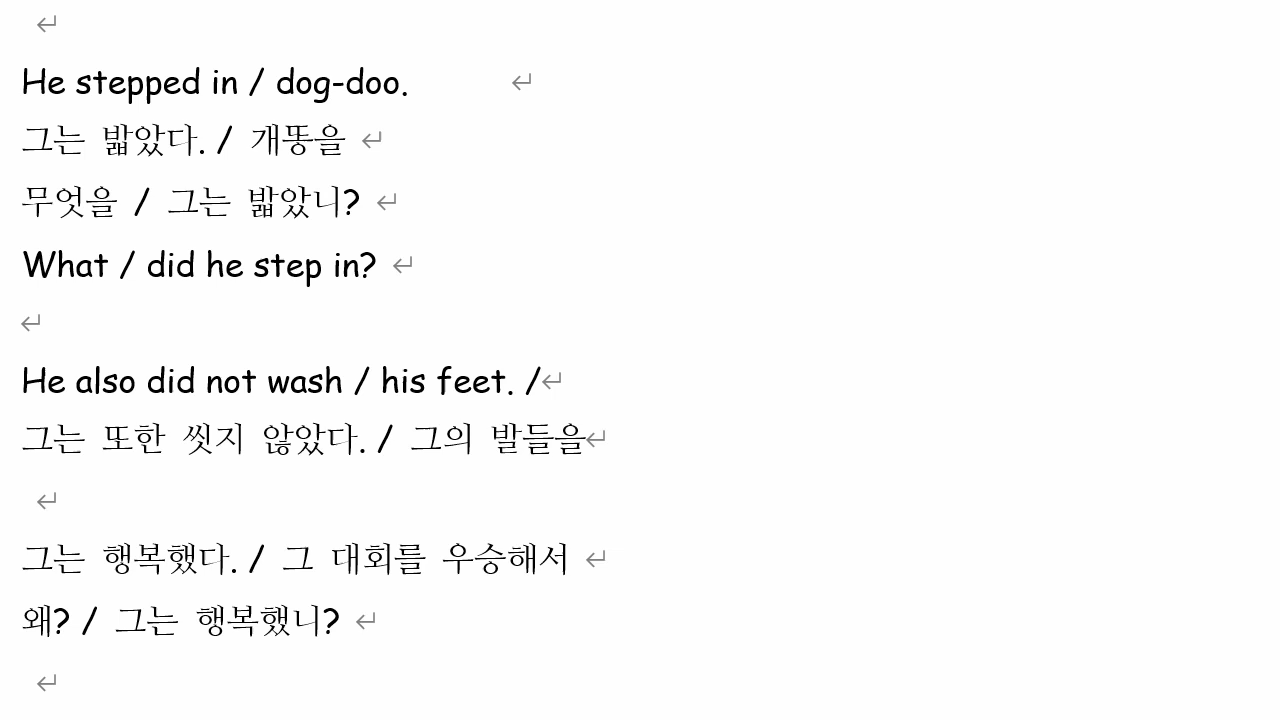 He stepped in / dog-doo.
그는 밟았다. / 개똥을
무엇을 / 그는 밟았니?
What / did he step in?
He also did not wash / his feet. /
그는 또한 씻지 않았다. / 그의 발들을
그는 행복했다. / 그 대회를 우승해서
왜? / 그는 행복했니?